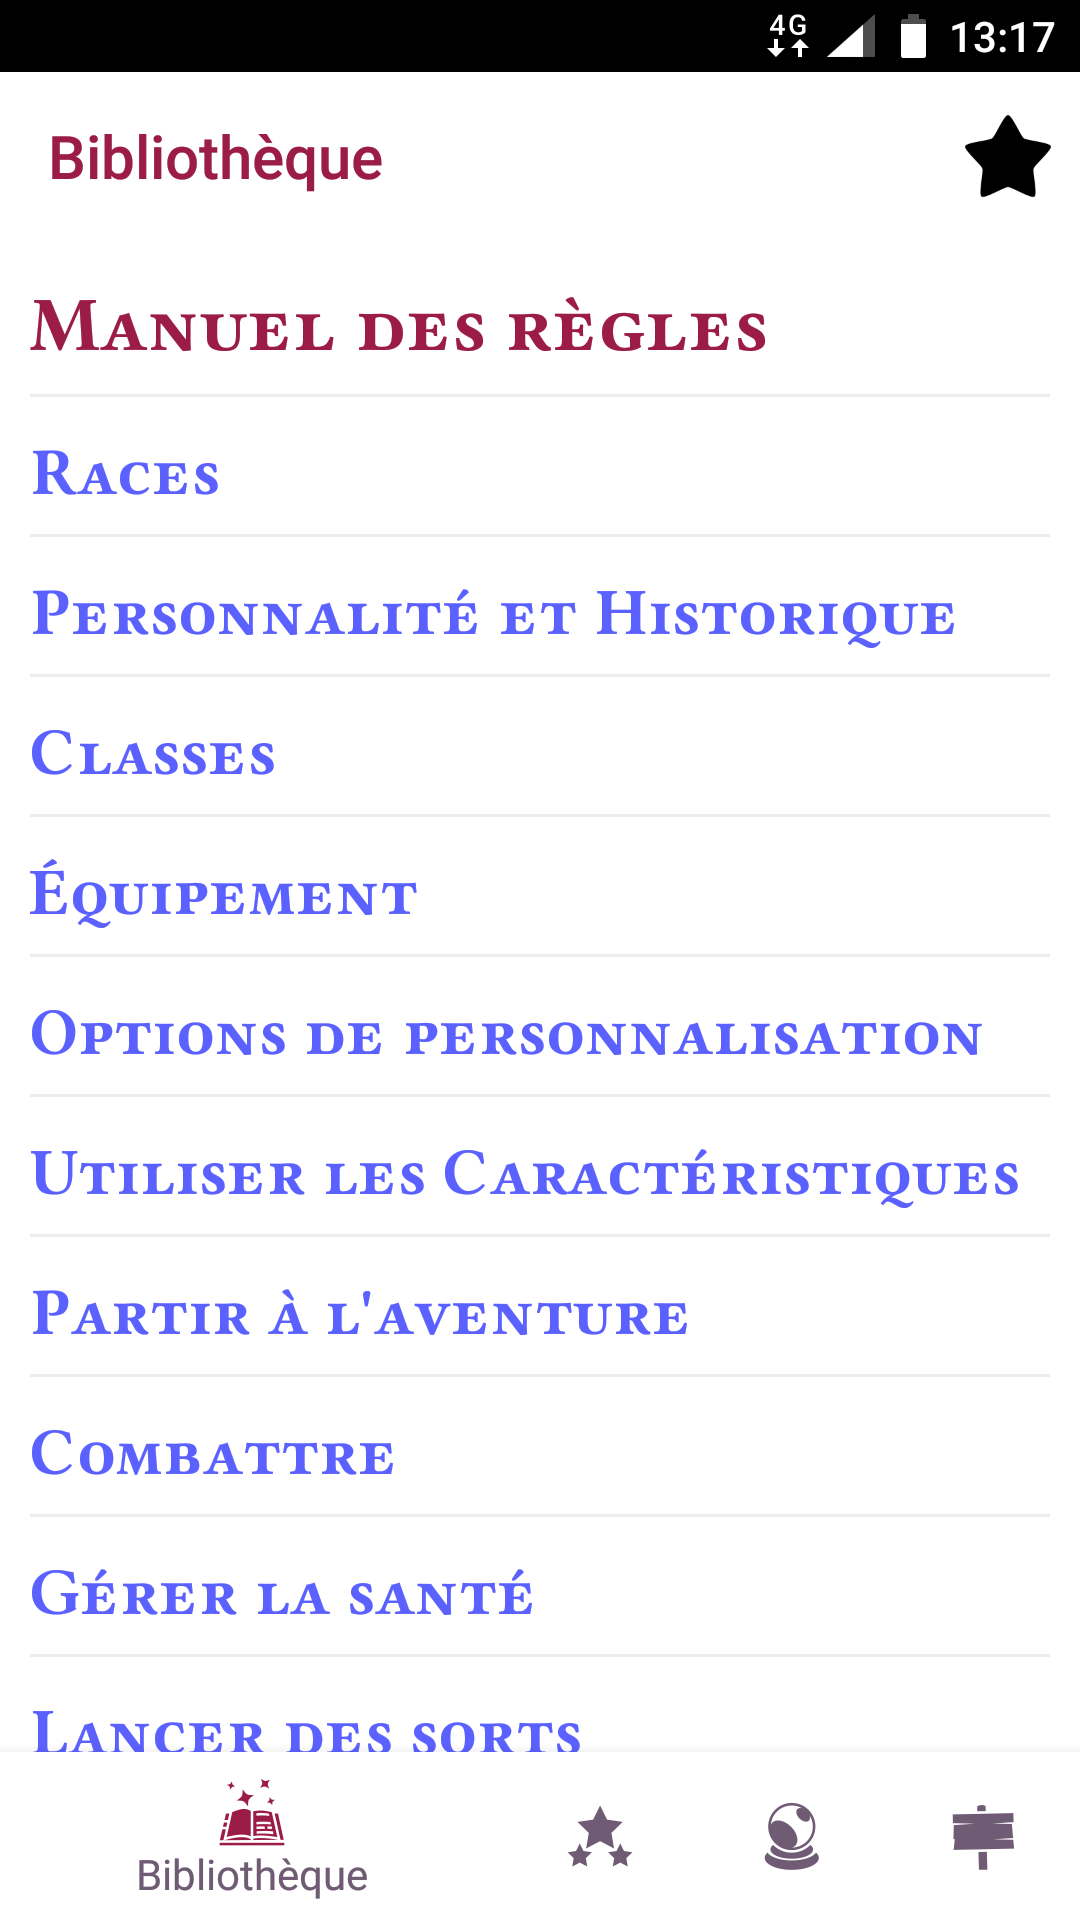 4G 13:17
Bibliothèque
Manuel des règles
Races
Personnalité et Historique
Classes
Équipement
Options de personnalisation
Utiliser les Caractéristiques
Partir à l'aventure
Combattre
Gérer la santé
Lancer des sorts
Bibliothèque